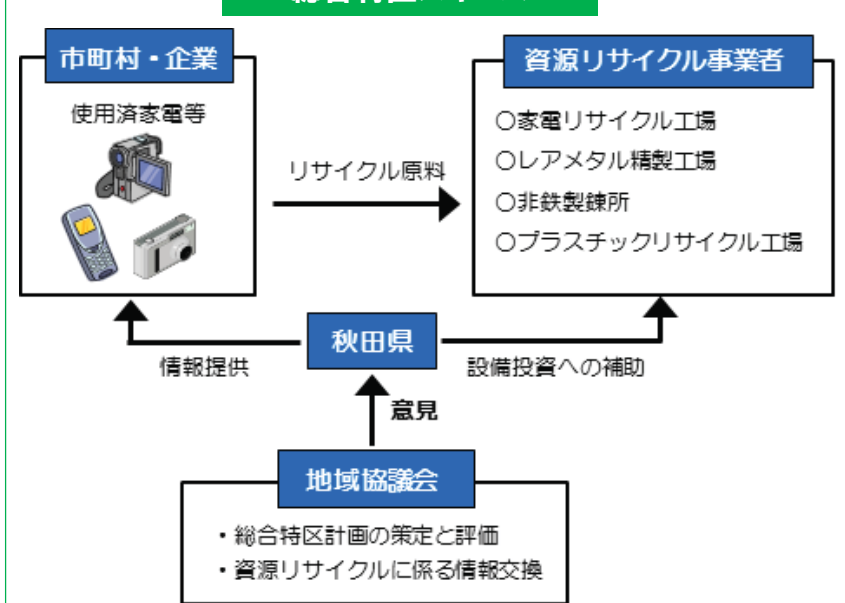 市町村・企業
使用済家電等
リサイクル原料
資源リサイクル事業者
○家電リサイクル工場
○レアメタル精製工場
○非鉄製錬所
○プラスチックリサイクル工場
秋田県
情報提供
設備投資への補助
意見
地域協議会
・総合特区計画の策定と評価
・資源リサイクルに係る情報交換